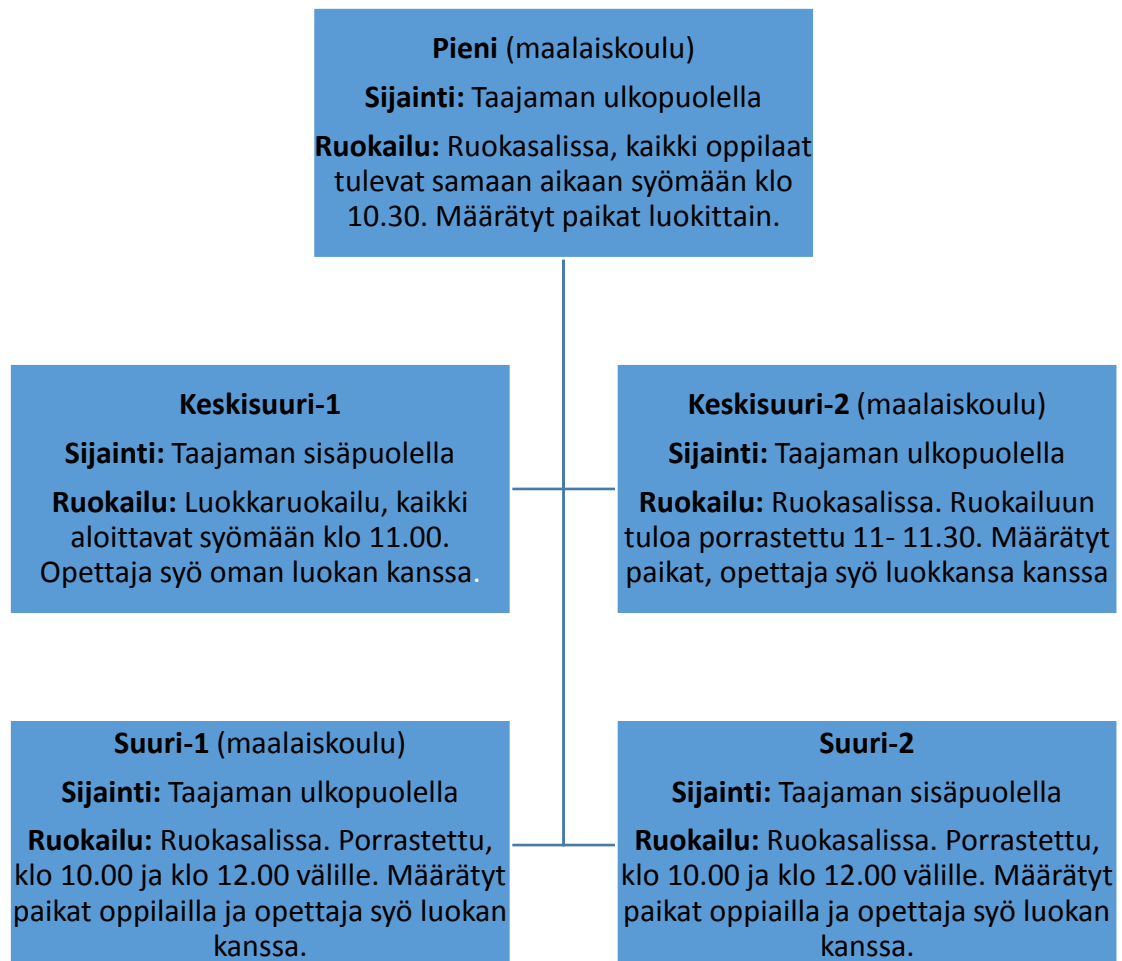 Pieni (maalaiskoulu)
Sijainti: Taajaman ulkopuolella
Ruokailu: Ruokasalissa, kaikki oppilaat
tulevat samaan aikaan syömään klo
10.30. Määrätyt paikat luokittain.
Keskisuuri-1
Sijainti: Taajaman sisäpuolella
Ruokailu: Luokkaruokailu, kaikki
aloittavat syömään klo 11.00.
Opettaja syö oman luokan kanssa.
Keskisuuri-2 (maalaiskoulu)
Sijainti: Taajaman ulkopuolella
Ruokailu: Ruokasalissa. Ruokailuun
tuloa porrastettu 11- 11.30. Määrätyt
paikat, opettaja syö luokkansa kanssa
Suuri-1 (maalaiskoulu)
Sijainti: Taajaman ulkopuolella
Ruokailu: Ruokasalissa. Porrastettu,
klo 10.00 ja klo 12.00 välille. Määrätyt
paikat oppilailla ja opettaja syö luokan
kanssa.
Suuri-2
Sijainti: Taajaman sisäpuolella
Ruokailu: Ruokasalissa. Porrastettu,
klo 10.00 ja klo 12.00 välille. Määrätyt
paikat oppiailla ja opettaja syö luokan
kanssa.